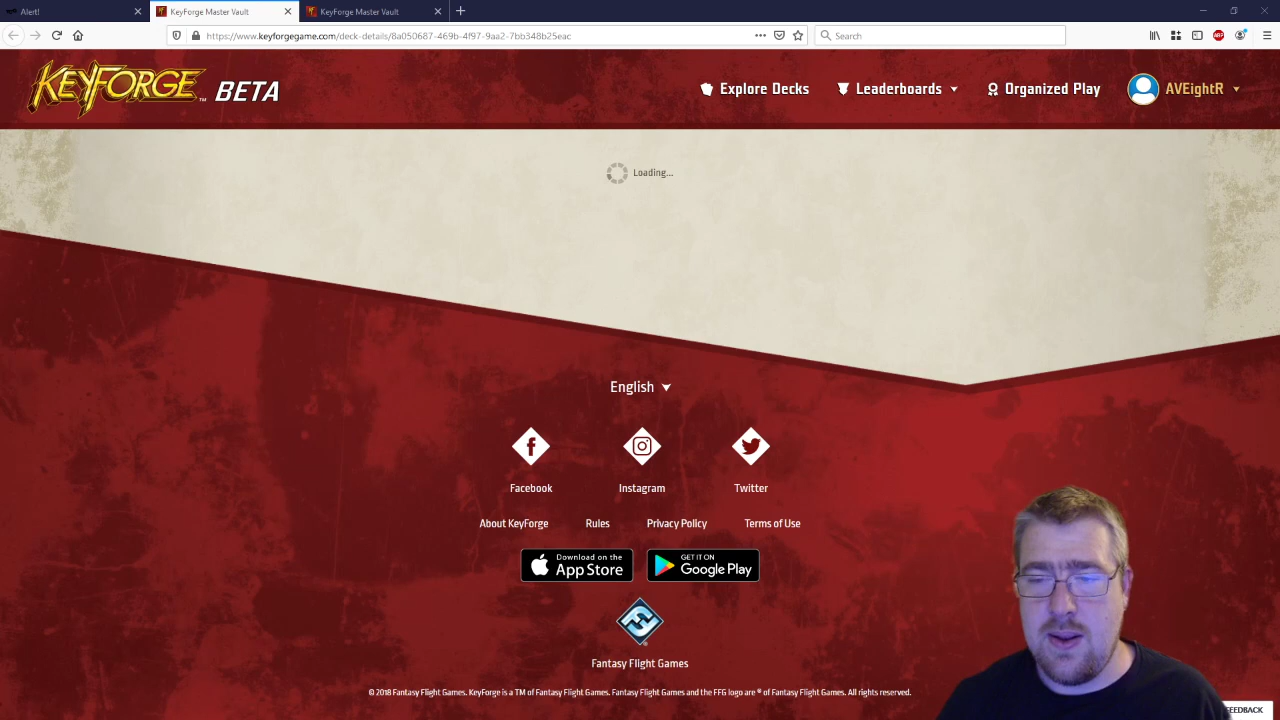 Alert!
KeyForge Master Vault
KeyForge Master Vault
https://www.keyforgegame.com/deck-details/8a050687-469b-4f97-9aa2-7bb348b25eac
Search
ABP
KEYFORGE™ BETA
Explore Decks
Leaderboards
Organized Play
AVEightR
Loading...
English
Facebook
Instagram
Twitter
About KeyForge
Rules
Privacy Policy
Terms of Use
Download on the
App Store
GET IT ON
Google Play
Fantasy Flight Games
© 2018 Fantasy Flight Games. KeyForge is a TM of Fantasy Flight Games. Fantasy Flight Games and the FFG logo are ® of Fantasy Flight Games. All rights reserved.
FEEDBACK